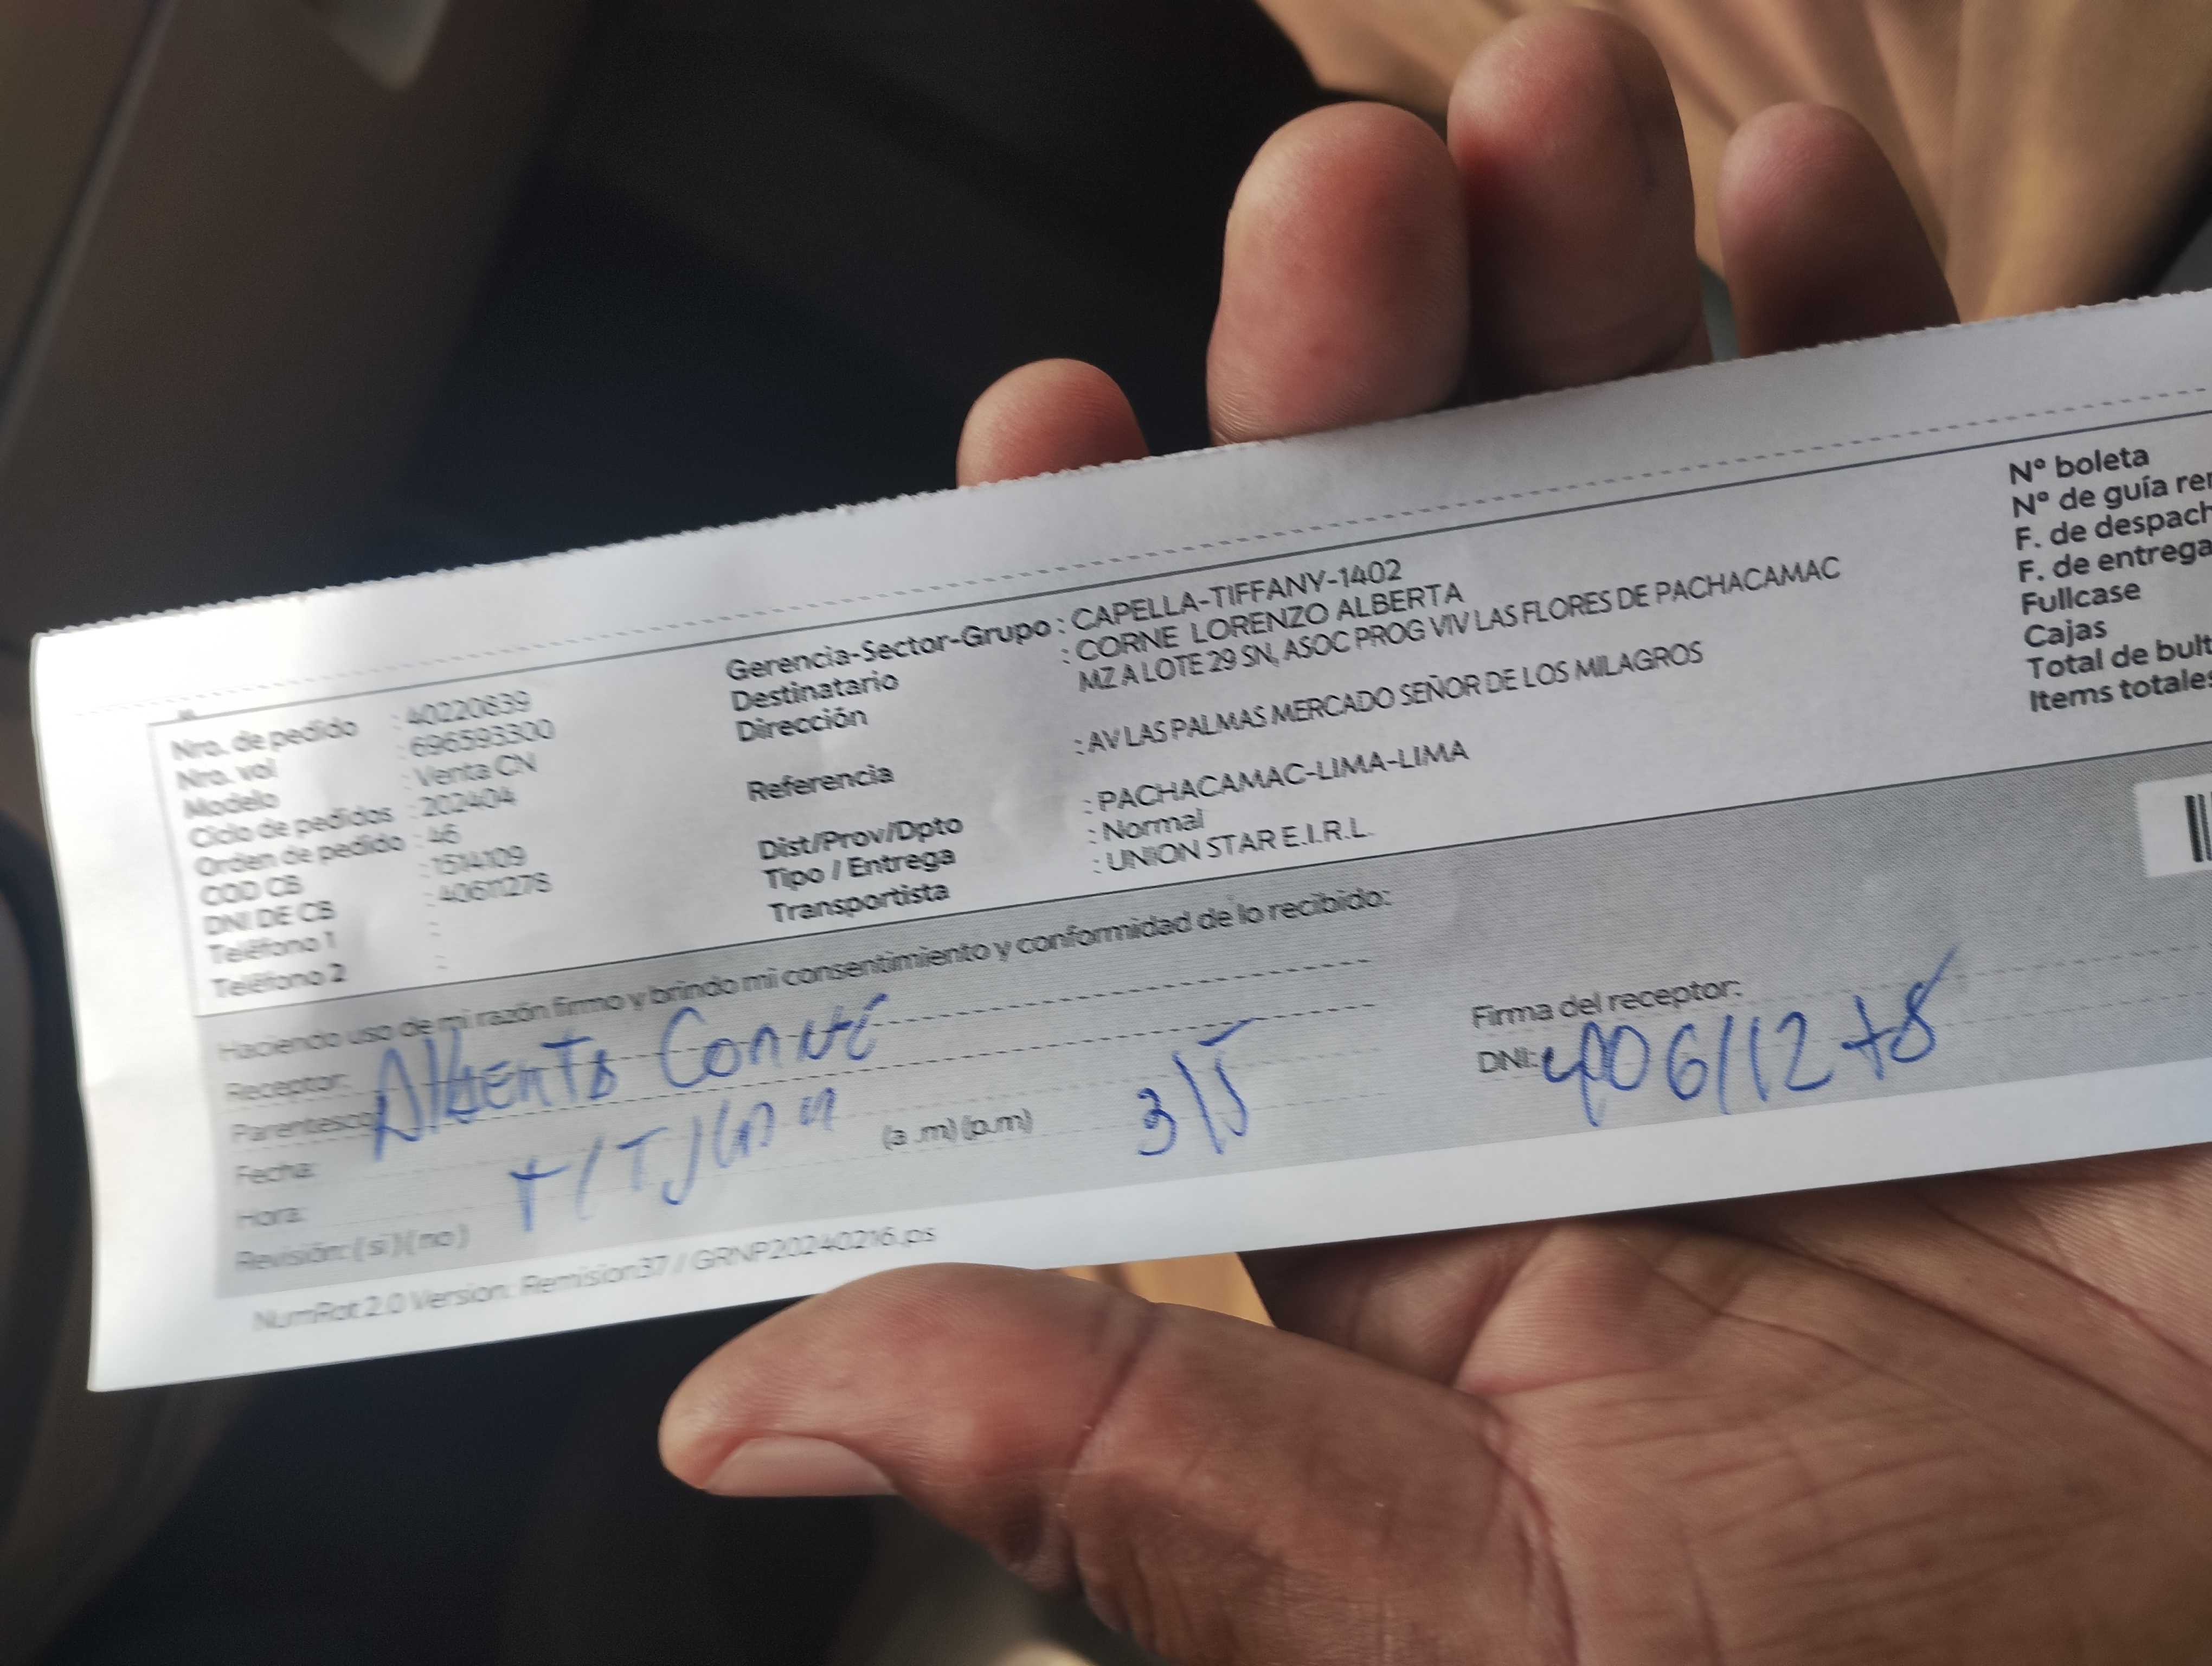 Nro. de pedido : 40220839
Nro. vol : 696593300
Modelo : Venta CN
Ciclo de pedidos : 202404
Orden de pedido : 46
COD CB : 1514109
DNI DE CB : 40611278
Teléfono 1 :
Teléfono 2 :
Gerencia-Sector-Grupo : CAPELLA-TIFFANY-1402
Destinatario : CORNE LORENZO ALBERTA
Dirección MZ A LOTE 29 SN, ASOC PROG VIV LAS FLORES DE PACHACAMAC
Referencia : AV LAS PALMAS MERCADO SEÑOR DE LOS MILAGROS
Dist/Prov/Dpto : PACHACAMAC-LIMA-LIMA
Tipo / Entrega : Normal
Transportista : UNION STAR E.I.R.L.
N° boleta
N° de guía rer
F. de despach
F. de entrega
Fullcase
Cajas
Total de bult
Items totales
Haciendo uso de mi razón firmo y brindo mi consentimiento y conformidad de lo recibido:
Receptor:
Parentesco
Fecha:
Hora: (a .m) (p.m)
Revisión: ( si ) ( no )
Firma del receptor:
DNI: 40611278
NumRot 2.0 Version: Remision37 / GRNP20240216.ps